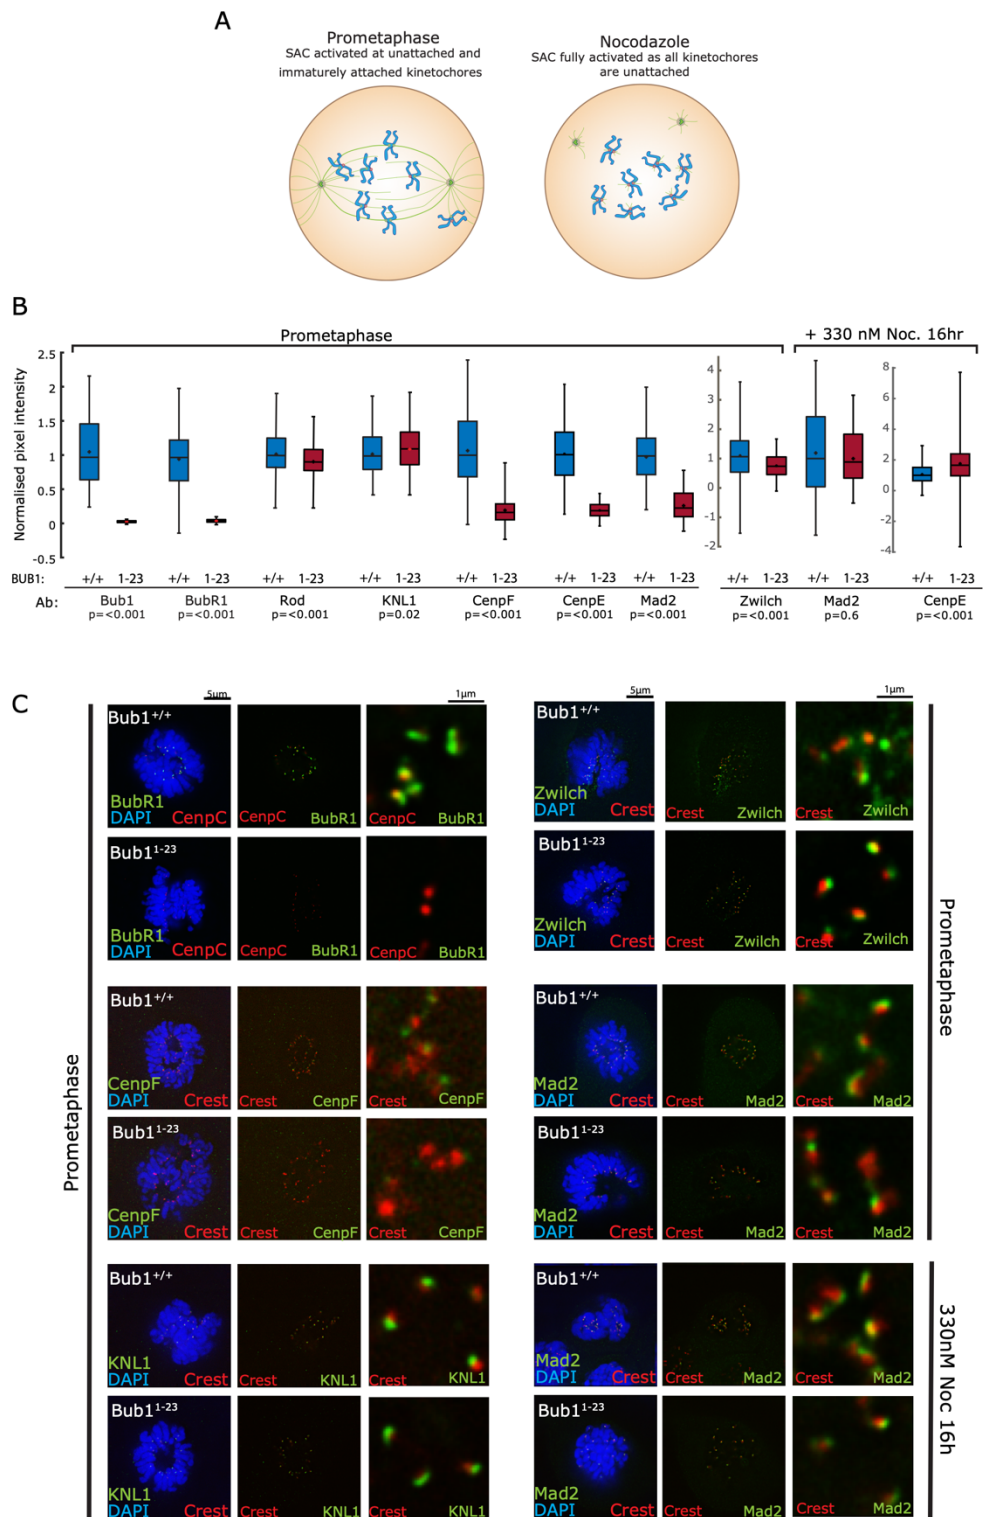 A
Prometaphase
SAC activated at unattached and
immaturely attached kinetochores
Nocodazole
SAC fully activated as all kinetochores
are unattached
B
Prometaphase
+ 330 nM Noc. 16hr
Normalised pixel intensity
2.5
2
1.5
1
0.5
0
-0.5
4
3
2
1
0
-1
-2
8
6
4
2
0
-2
-4
BUB1: +/+ 1-23 +/+ 1-23 +/+ 1-23 +/+ 1-23 +/+ 1-23 +/+ 1-23 +/+ 1-23 +/+ 1-23 +/+ 1-23 +/+ 1-23
Ab: Bub1 BubR1 Rod KNL1 CenpF CenpE Mad2 Zwilch Mad2 CenpE
p=<0.001 p=<0.001 p=<0.001 p=0.02 p=<0.001 p=<0.001 p=<0.001 p=<0.001 p=0.6 p=<0.001
C
Prometaphase
5μm
1μm
Bub1+/+
BubR1
DAPI CenpC
CenpC BubR1
CenpC BubR1
Bub11-23
BubR1
DAPI CenpC
CenpC BubR1
CenpC BubR1
Bub1+/+
CenpF
DAPI Crest
Crest CenpF
Crest CenpF
Bub11-23
CenpF
DAPI Crest
Crest CenpF
Crest CenpF
Bub1+/+
KNL1
DAPI Crest
Crest KNL1
Crest KNL1
Bub11-23
KNL1
DAPI Crest
Crest KNL1
Crest KNL1
5μm
1μm
Bub1+/+
Zwilch
DAPI Crest
Crest Zwilch
Crest Zwilch
Bub11-23
Zwilch
DAPI Crest
Crest Zwilch
Crest Zwilch
Bub1+/+
Mad2
DAPI Crest
Crest Mad2
Crest Mad2
Bub11-23
Mad2
DAPI Crest
Crest Mad2
Crest Mad2
Prometaphase
Bub1+/+
Mad2
DAPI Crest
Crest Mad2
Crest Mad2
Bub11-23
Mad2
DAPI Crest
Crest Mad2
Crest Mad2
330nM Noc 16h